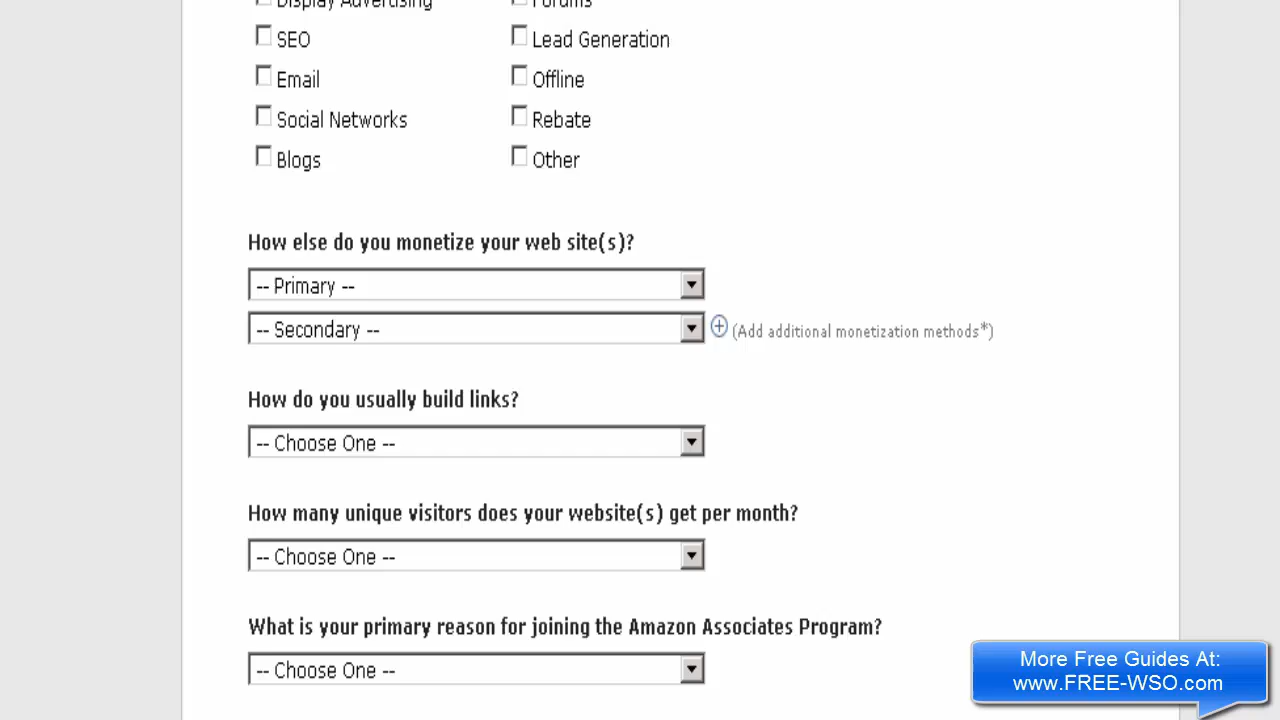 Display Advertising Forums
SEO Lead Generation
Email Offline
Social Networks Rebate
Blogs Other
How else do you monetize your web site(s)?
-- Primary --
-- Secondary -- (Add additional monetization methods*)
How do you usually build links?
-- Choose One --
How many unique visitors does your website(s) get per month?
-- Choose One --
What is your primary reason for joining the Amazon Associates Program?
-- Choose One --
More Free Guides At:
www.FREE-WSO.com